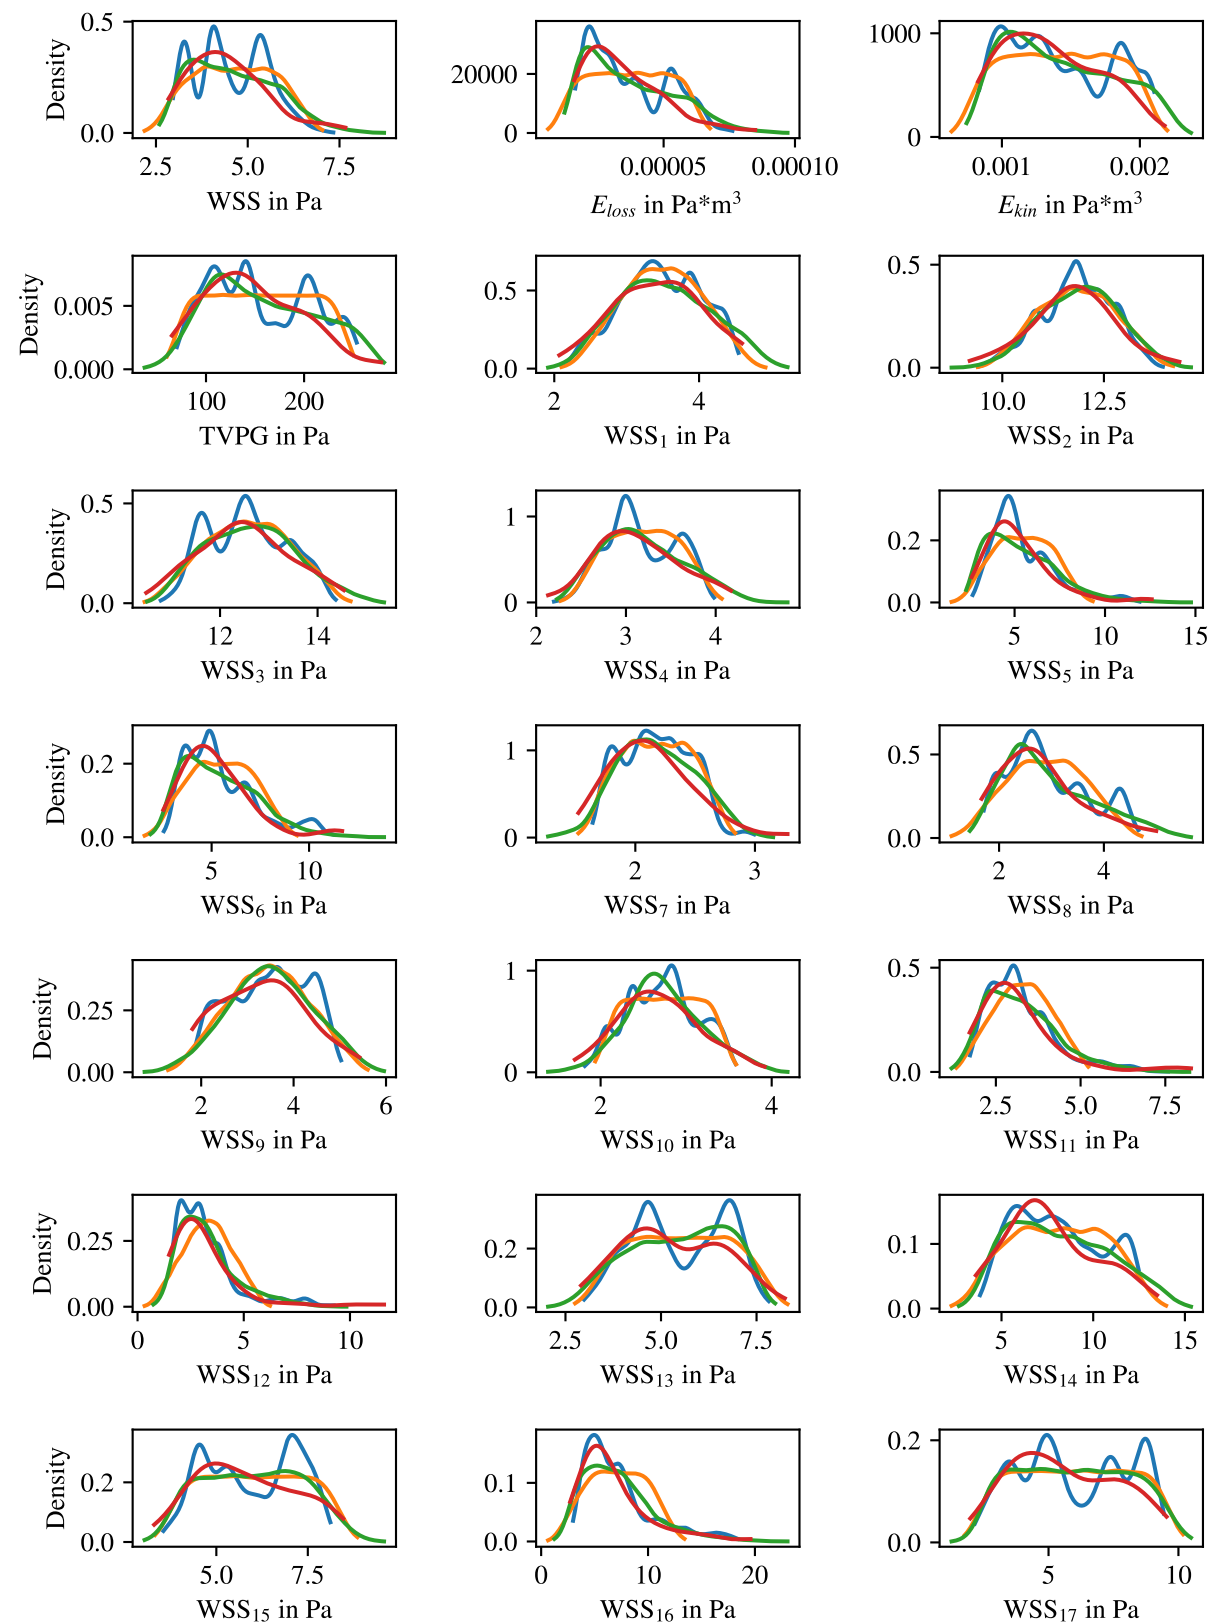 0.5
Density
0.0
2.5 5.0 7.5
WSS in Pa
20000
0
0.00005 0.00010
E_loss in Pa*m³
1000
0
0.001 0.002
E_kin in Pa*m³
Density
0.005
0.000
100 200
TVPG in Pa
0.5
0.0
2 4
WSS₁ in Pa
0.5
0.0
10.0 12.5
WSS₂ in Pa
0.5
Density
0.0
12 14
WSS₃ in Pa
1
0
2 3 4
WSS₄ in Pa
0.2
0.0
5 10 15
WSS₅ in Pa
Density
0.2
0.0
5 10
WSS₆ in Pa
1
0
2 3
WSS₇ in Pa
0.5
0.0
2 4
WSS₈ in Pa
Density
0.25
0.00
2 4 6
WSS₉ in Pa
1
0
2 4
WSS₁₀ in Pa
0.5
0.0
2.5 5.0 7.5
WSS₁₁ in Pa
Density
0.25
0.00
0 5 10
WSS₁₂ in Pa
0.2
0.0
2.5 5.0 7.5
WSS₁₃ in Pa
0.1
0.0
5 10 15
WSS₁₄ in Pa
Density
0.2
0.0
5.0 7.5
WSS₁₅ in Pa
0.1
0.0
0 10 20
WSS₁₆ in Pa
0.2
0.0
5 10
WSS₁₇ in Pa